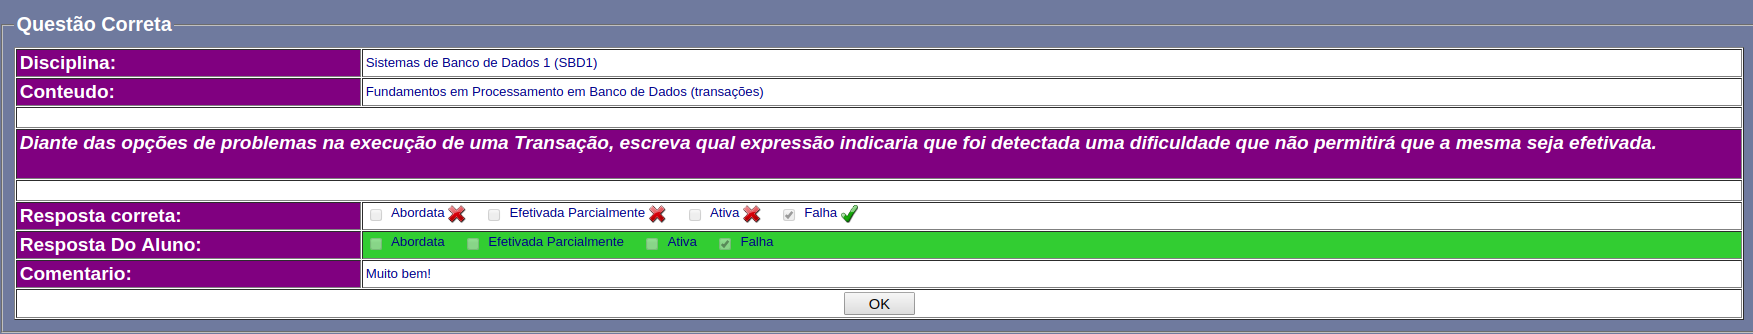 Questão Correta
Disciplina: Sistemas de Banco de Dados 1 (SBD1)
Conteudo: Fundamentos em Processamento em Banco de Dados (transações)
Diante das opções de problemas na execução de uma Transação, escreva qual expressão indicaria que foi detectada uma dificuldade que não permitirá que a mesma seja efetivada.
Resposta correta: Abordata Efetivada Parcialmente Ativa Falha
Resposta Do Aluno: Abordata Efetivada Parcialmente Ativa Falha
Comentario: Muito bem!
OK